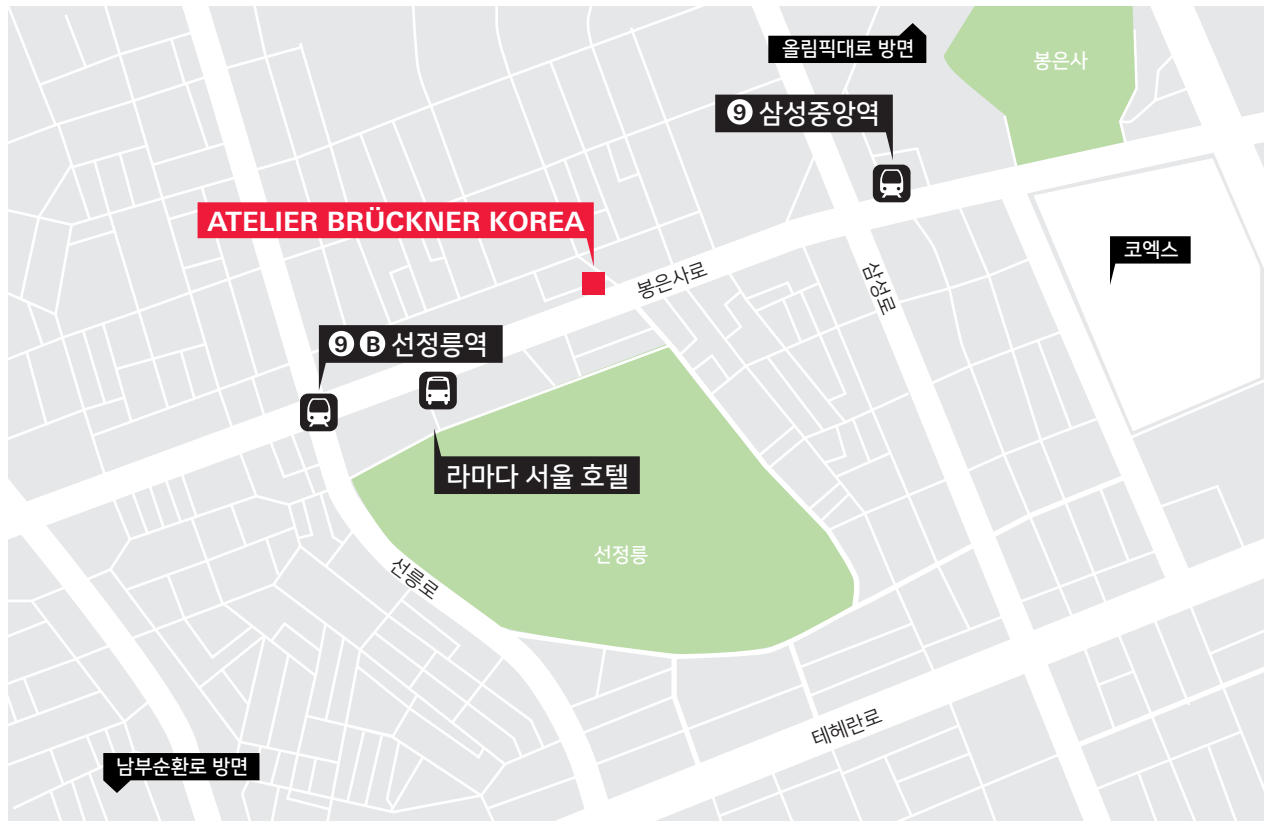 올림픽대로 방면
봉은사
❾ 삼성중앙역
ATELIER BRÜCKNER KOREA
코엑스
봉은사로
삼성로
❾ B 선정릉역
라마다 서울 호텔
선정릉
선릉로
테헤란로
남부순환로 방면